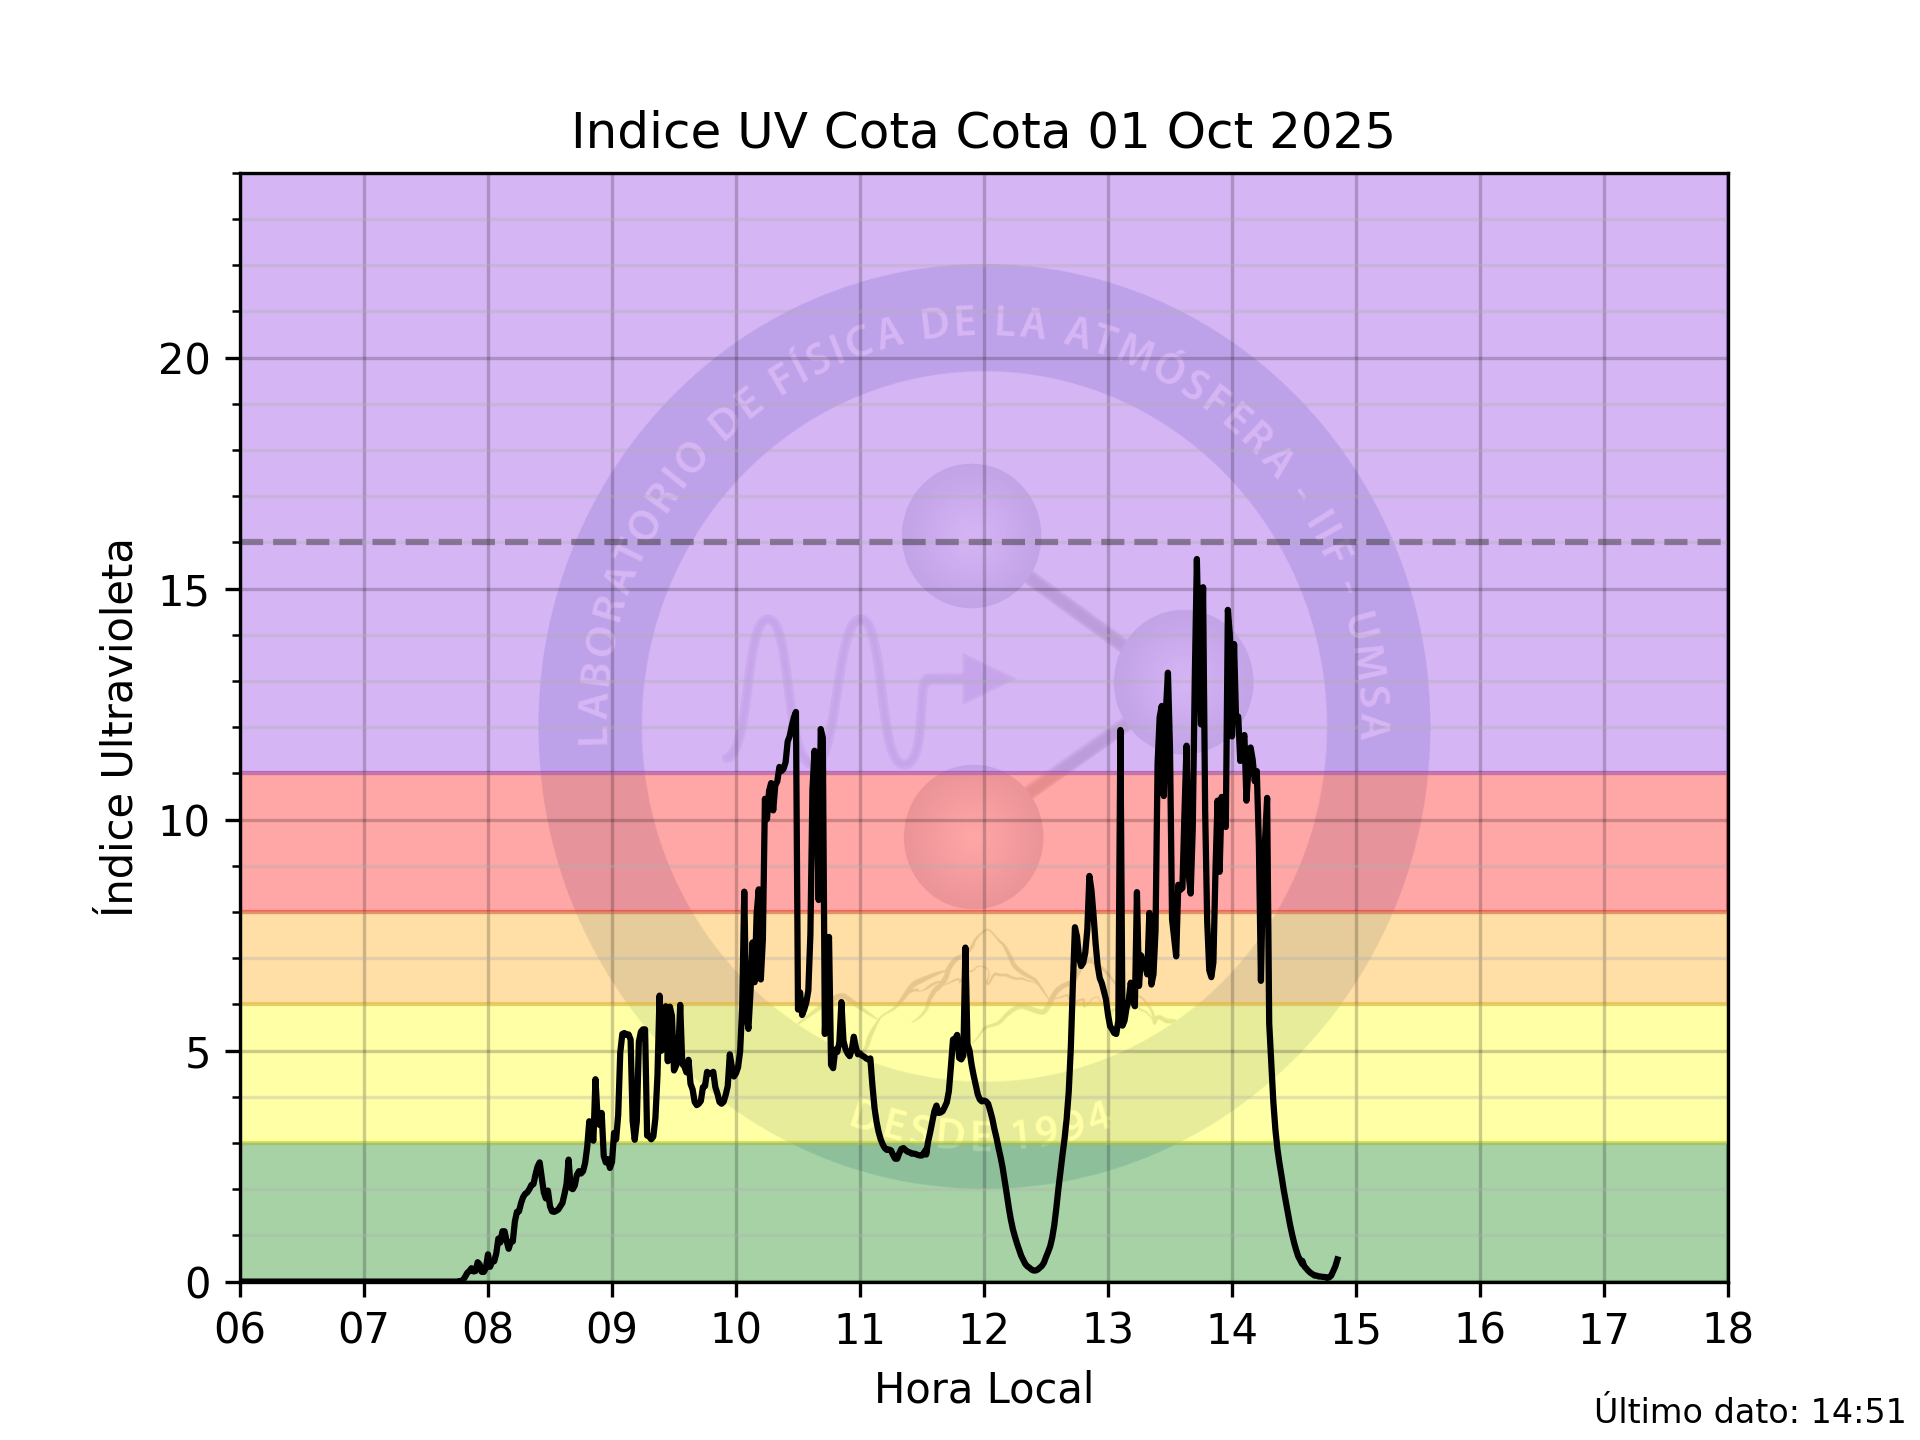 Indice UV Cota Cota 01 Oct 2025
20
15
10
5
0
Índice Ultravioleta
LABORATORIO DE FÍSICA DE LA ATMÓSFERA - IIF - UMSA
DESDE 1994
06 07 08 09 10 11 12 13 14 15 16 17 18
Hora Local
Último dato: 14:51